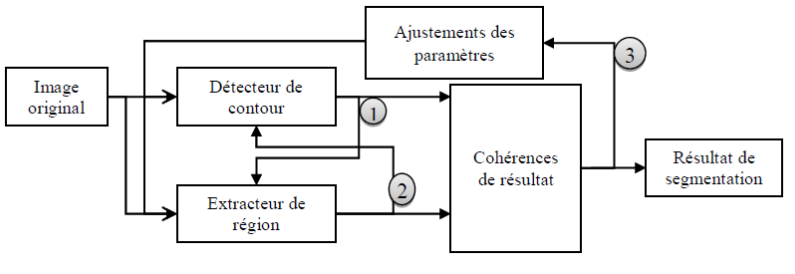 Ajustements des
paramètres
3
Image
original
Détecteur de
contour
1
Cohérences
de résultat
Résultat de
segmentation
2
Extracteur de
région